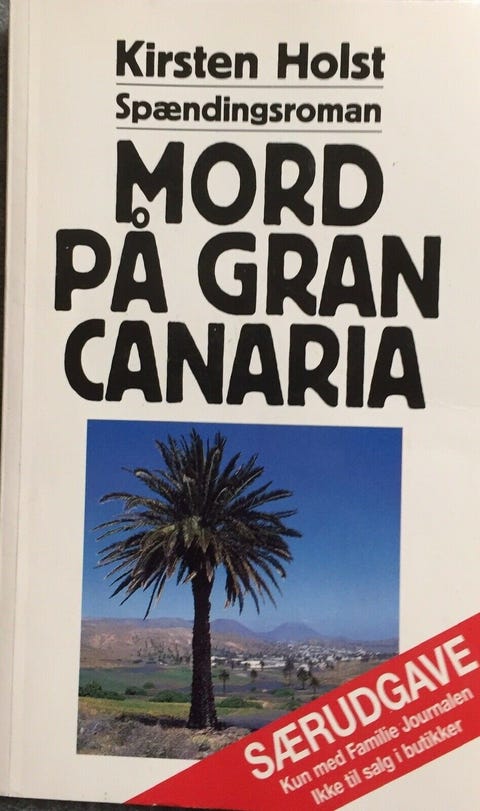 Kirsten Holst
Spændingsroman
MORD
PÅ GRAN
CANARIA
SÆRUDGAVE
Kun med Familie Journalen
Ikke til salg i butikker